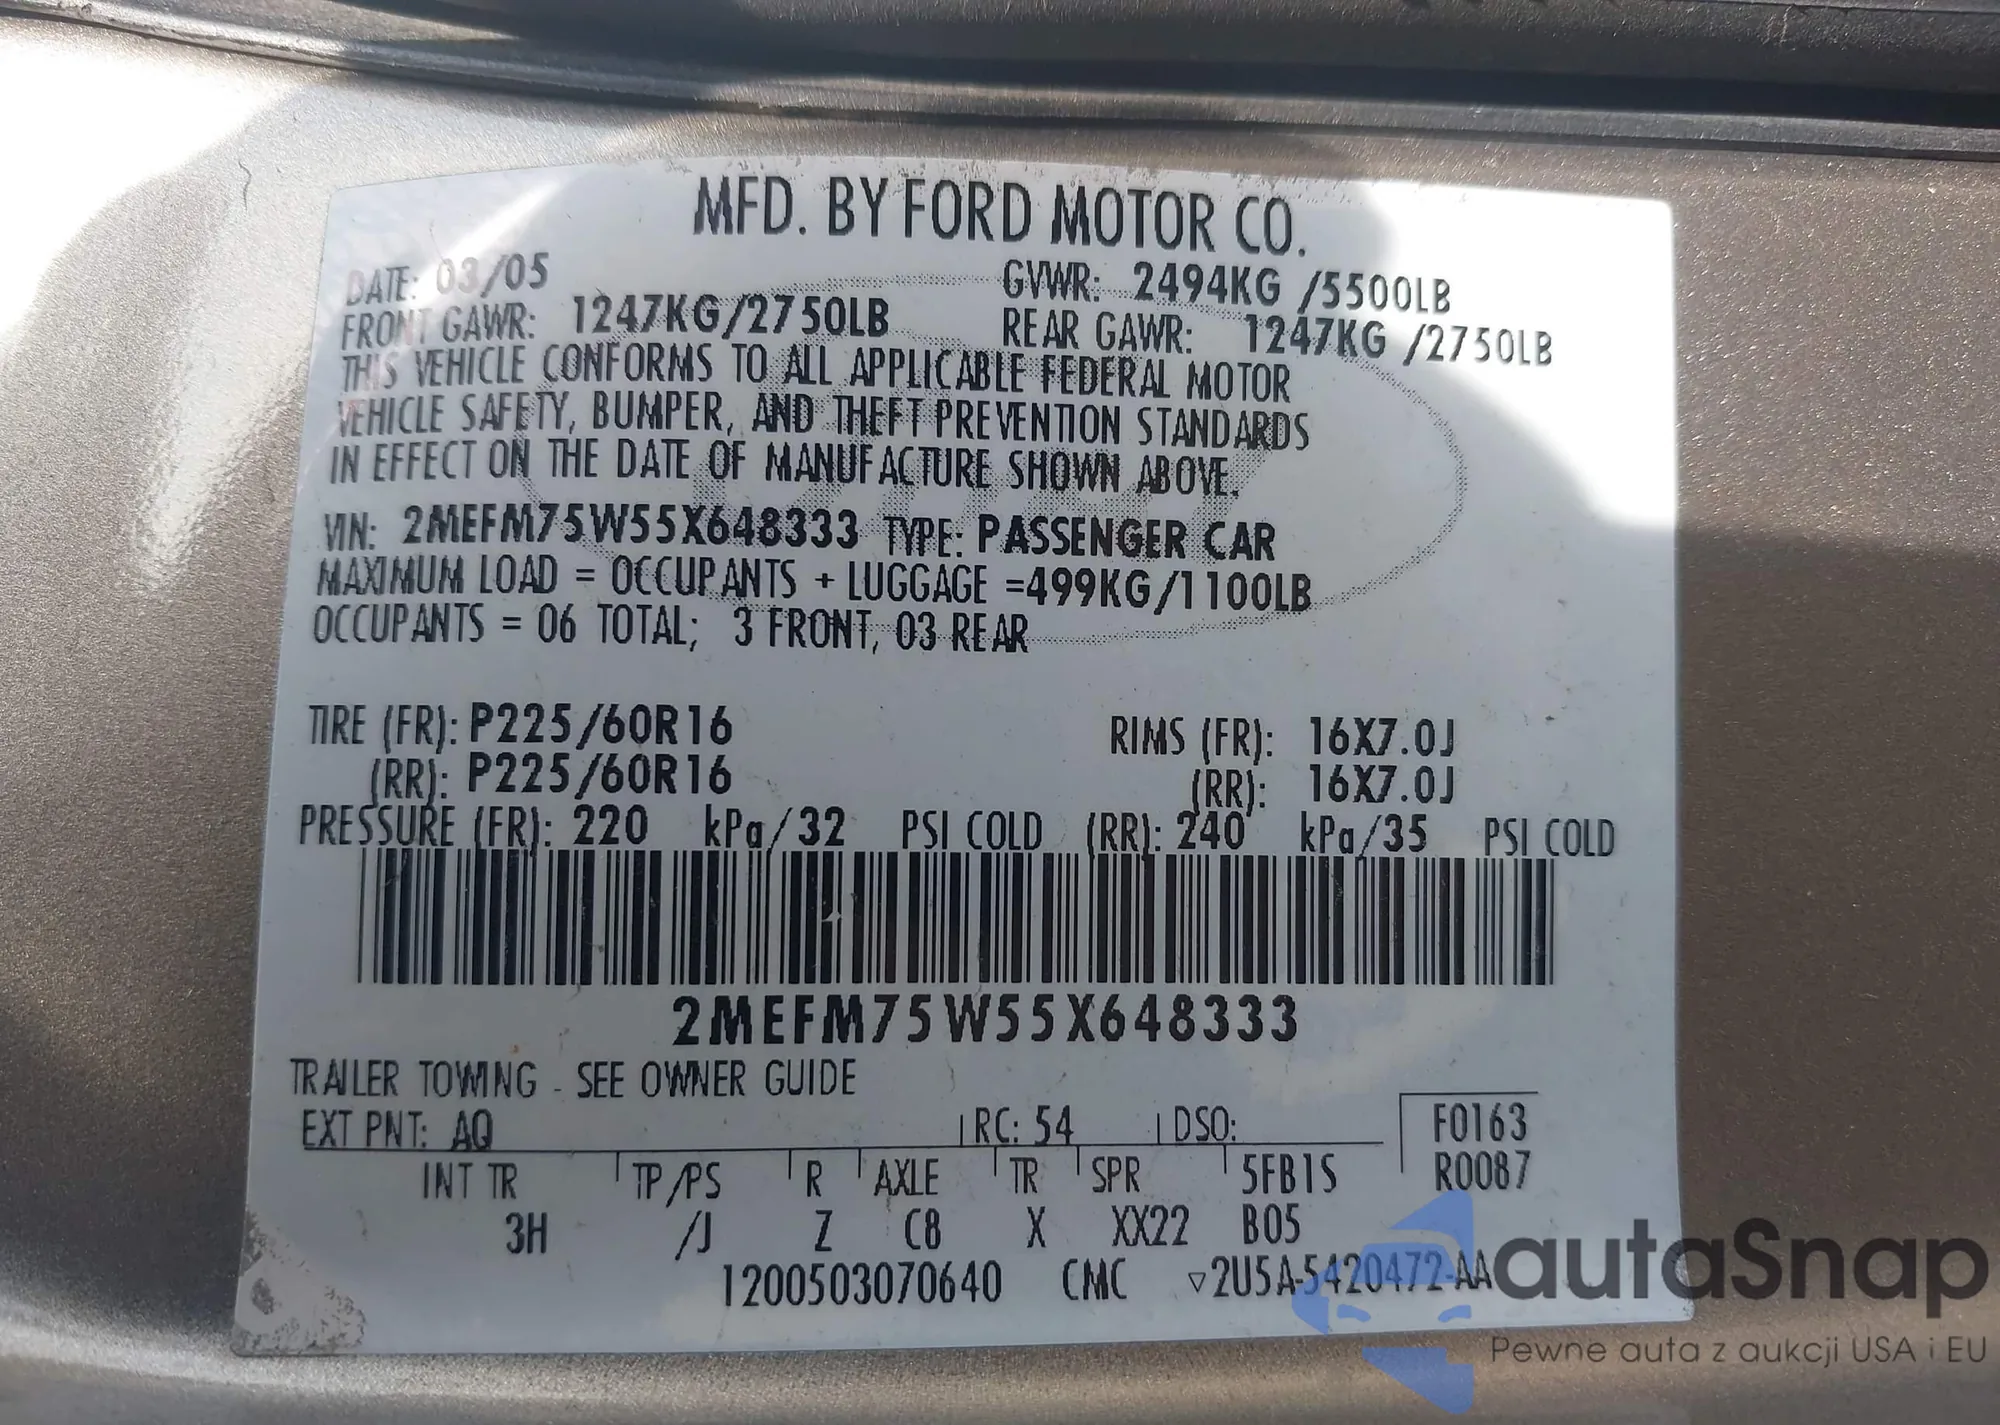 MFD. BY FORD MOTOR CO.
DATE: 03/05 GVWR: 2494KG /5500LB
FRONT GAWR: 1247KG/2750LB REAR GAWR: 1247KG /2750LB
THIS VEHICLE CONFORMS TO ALL APPLICABLE FEDERAL MOTOR
VEHICLE SAFETY, BUMPER, AND THEFT PREVENTION STANDARDS
IN EFFECT ON THE DATE OF MANUFACTURE SHOWN ABOVE.
VIN: 2MEFM75W55X648333 TYPE: PASSENGER CAR
MAXIMUM LOAD = OCCUPANTS + LUGGAGE =499KG/1100LB
OCCUPANTS = 06 TOTAL; 3 FRONT, 03 REAR
TIRE (FR): P225/60R16 RIMS (FR): 16X7.0J
(RR): P225/60R16 (RR): 16X7.0J
PRESSURE (FR): 220 kPa/32 PSI COLD (RR): 240 kPa/35 PSI COLD
2MEFM75W55X648333
TRAILER TOWING - SEE OWNER GUIDE
EXT PNT: AQ RC: 54 DSO: F0163
INT TR TP/PS R AXLE TR SPR 5FB1S R0087
3H /J Z C8 X XX22 B05
1200503070640 CMC ▽2U5A-5420472-AA
autaSnap
Pewne auta z aukcji USA i EU